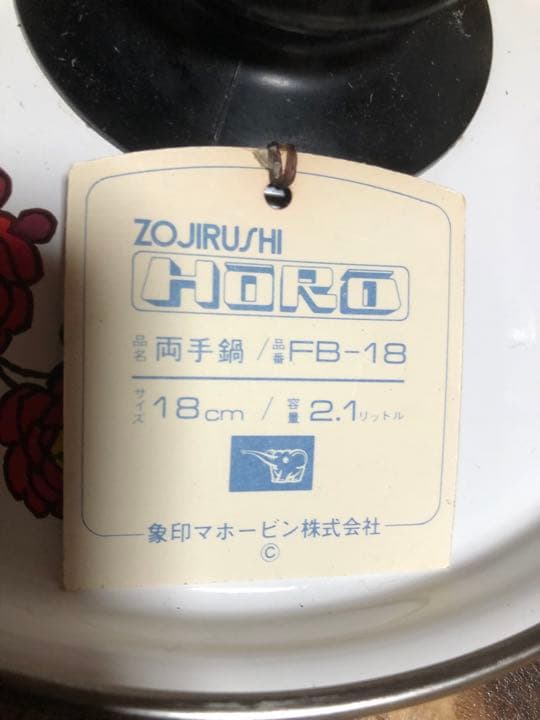 ZOJIRUSHI
HORO
品名 両手鍋 / 品番 FB-18
サイズ 18cm / 容量 2.1リットル
象印マホービン株式会社
©